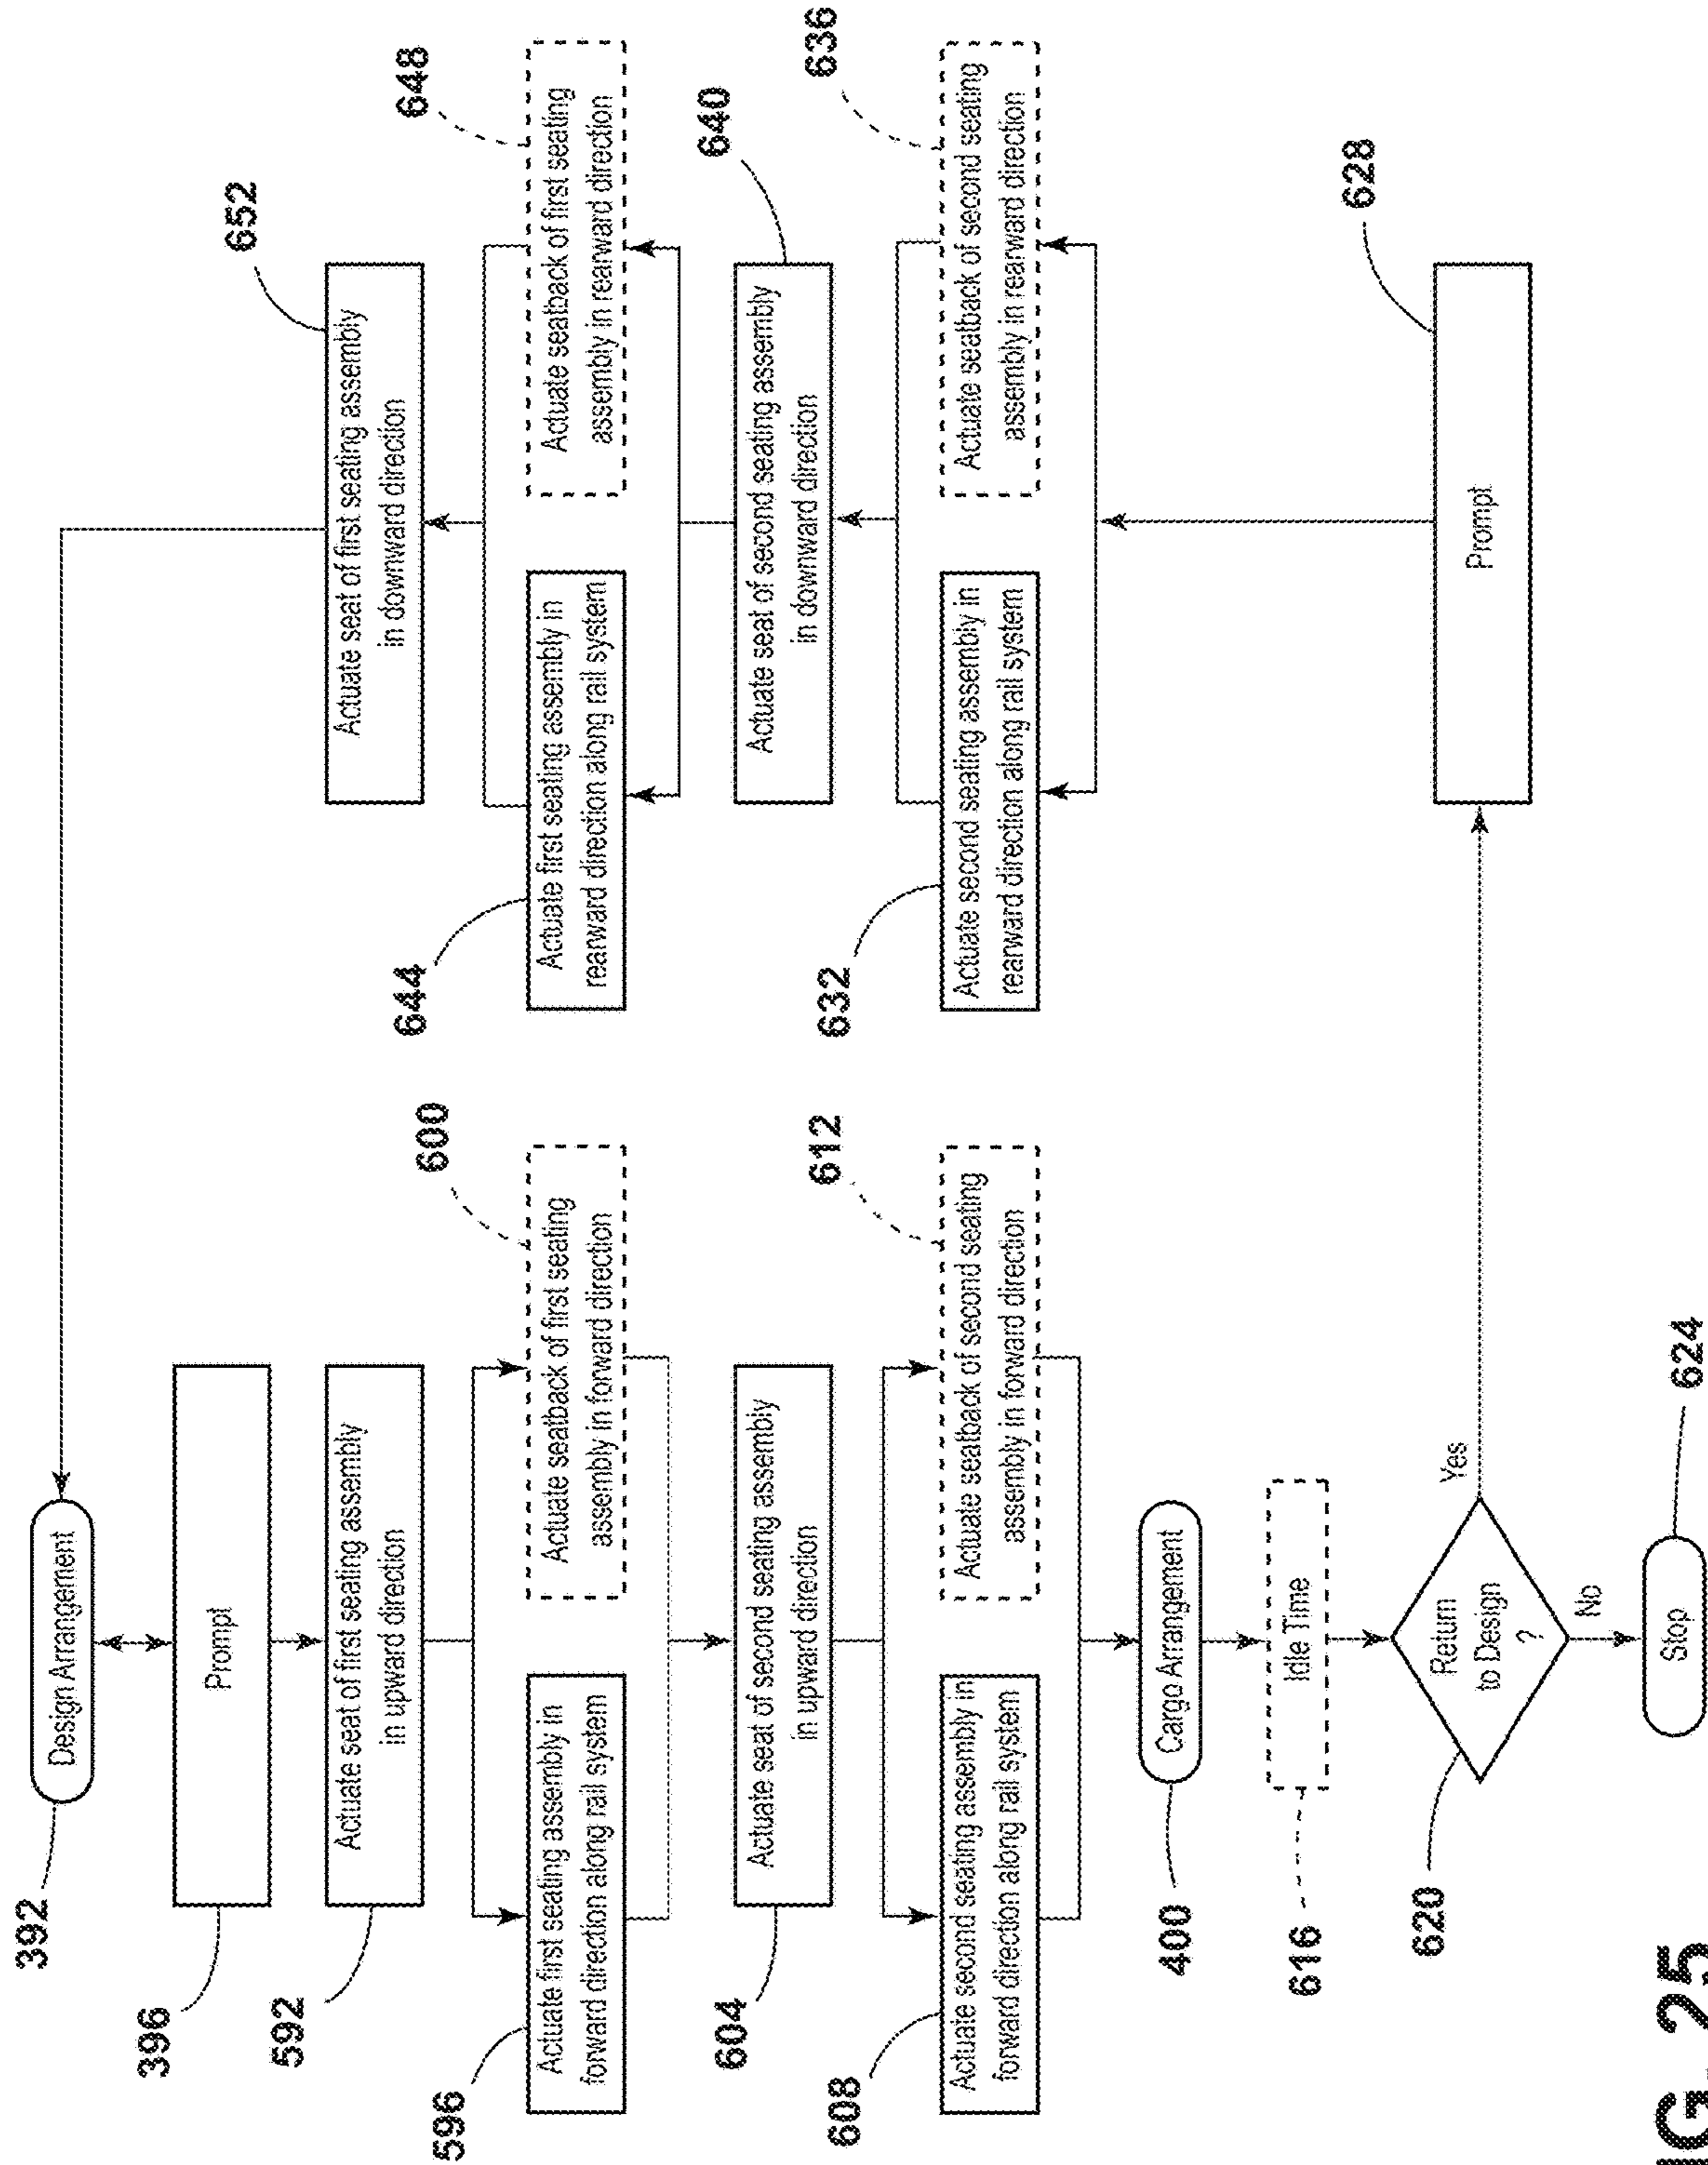 392
Design Arrangement
396
Prompt
592
Actuate seat of first seating assembly
in upward direction
596
Actuate first seating assembly in
forward direction along rail system
600
Actuate seatback of first seating
assembly in forward direction
604
Actuate seat of second seating assembly
in upward direction
608
Actuate second seating assembly in
forward direction along rail system
612
Actuate seatback of second seating
assembly in forward direction
400
Cargo Arrangement
616
Idle Time
620
Return
to Design
?
Yes
No
Stop
624
628
Prompt
632
Actuate second seating assembly in
rearward direction along rail system
636
Actuate seatback of second seating
assembly in rearward direction
640
Actuate seat of second seating assembly
in downward direction
644
Actuate first seating assembly in
rearward direction along rail system
648
Actuate seatback of first seating
assembly in rearward direction
652
Actuate seat of first seating assembly
in downward direction
IG. 25